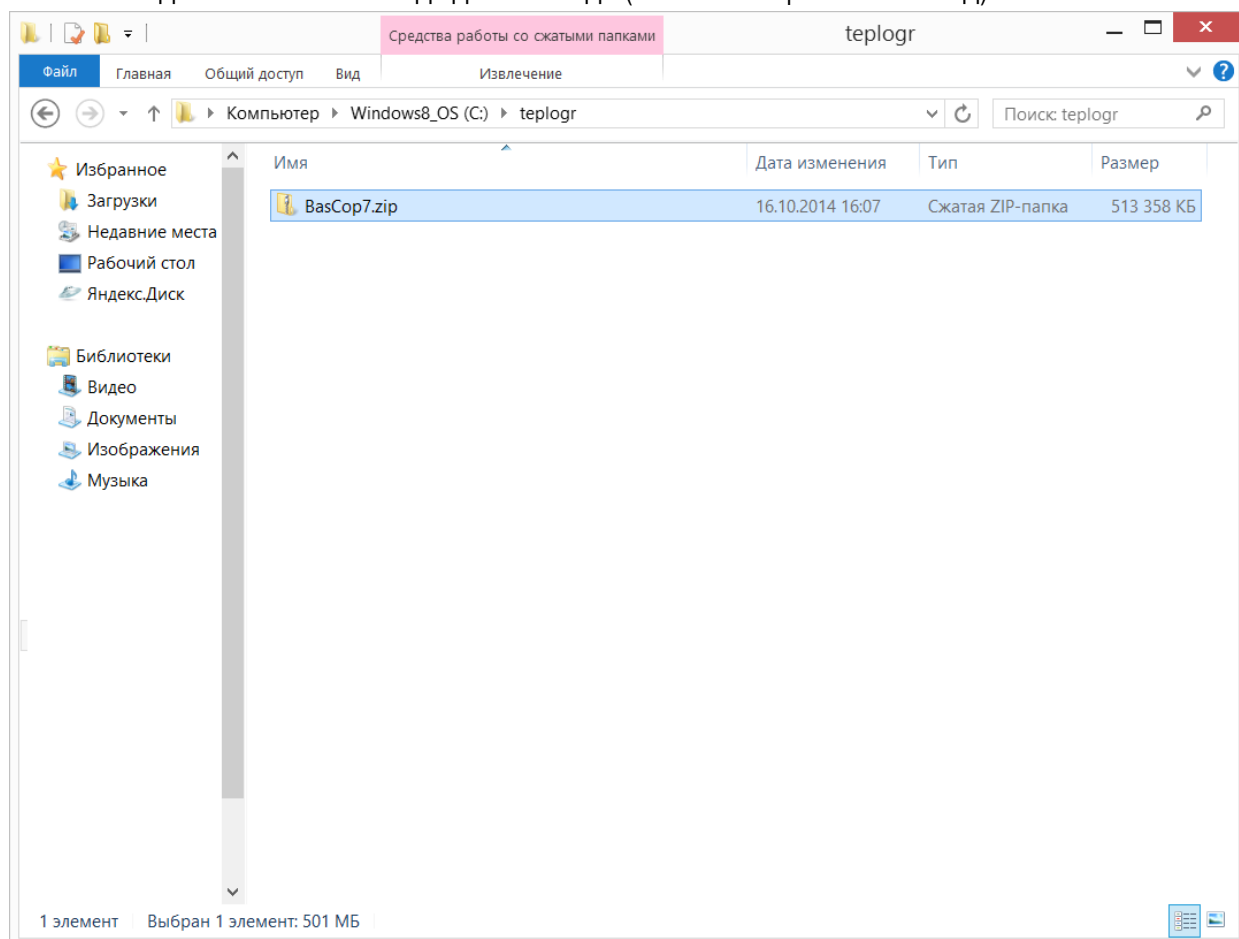 Средства работы со сжатыми папками
teplogr
Файл Главная Общий доступ Вид Извлечение
Компьютер Windows8_OS (C:) teplogr
Поиск: teplogr
Имя Дата изменения Тип Размер
Избранное
BasCop7.zip 16.10.2014 16:07 Сжатая ZIP-папка 513 358 КБ
Загрузки
Недавние места
Рабочий стол
Яндекс.Диск
Библиотеки
Видео
Документы
Изображения
Музыка
1 элемент Выбран 1 элемент: 501 МБ